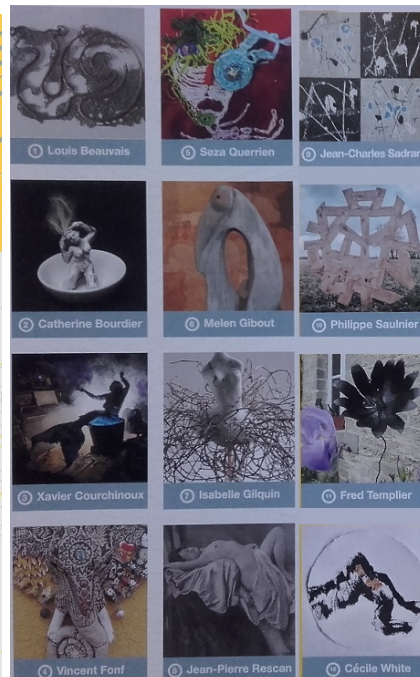 1 Louis Beauvais
5 Seza Querrien
9 Jean-Charles Sadran
2 Catherine Bourdier
6 Melen Gibout
10 Philippe Saulnier
3 Xavier Courchinoux
7 Isabelle Gilquin
11 Fred Templier
4 Vincent Fonf
8 Jean-Pierre Rescan
12 Cécile White